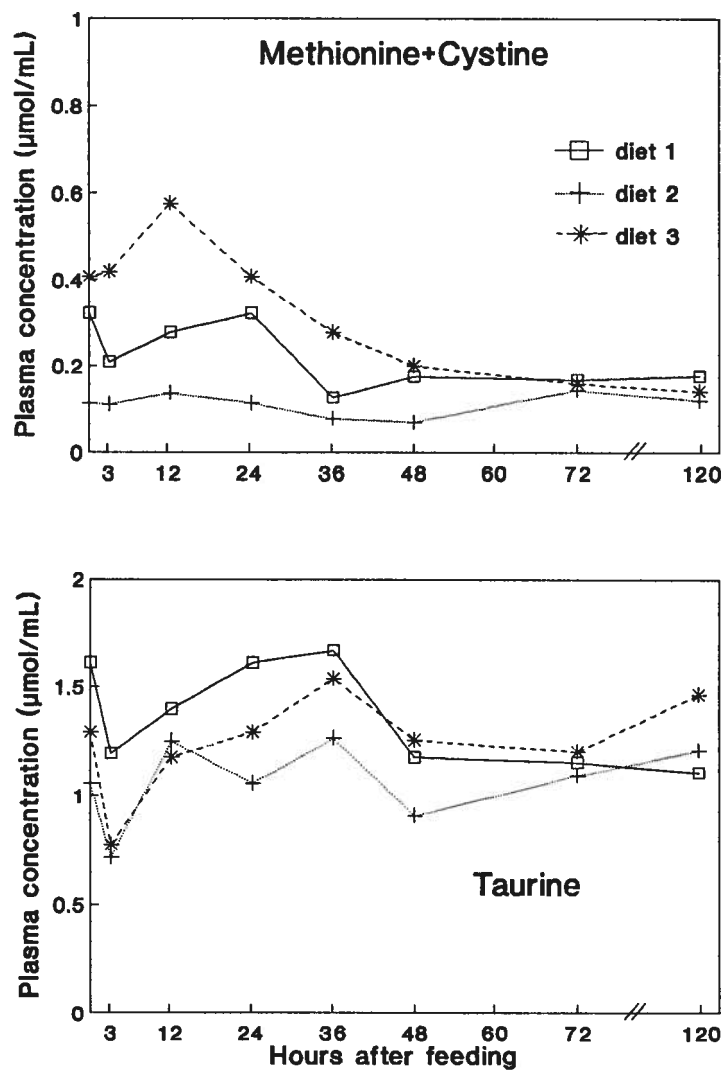 Methionine+Cystine
Plasma concentration (µmol/mL)
1
0.8
0.6
0.4
0.2
0
diet 1
diet 2
diet 3
3 12 24 36 48 60 72 120
Plasma concentration (µmol/mL)
2
1.5
1
0.5
0
Taurine
3 12 24 36 48 60 72 120
Hours after feeding